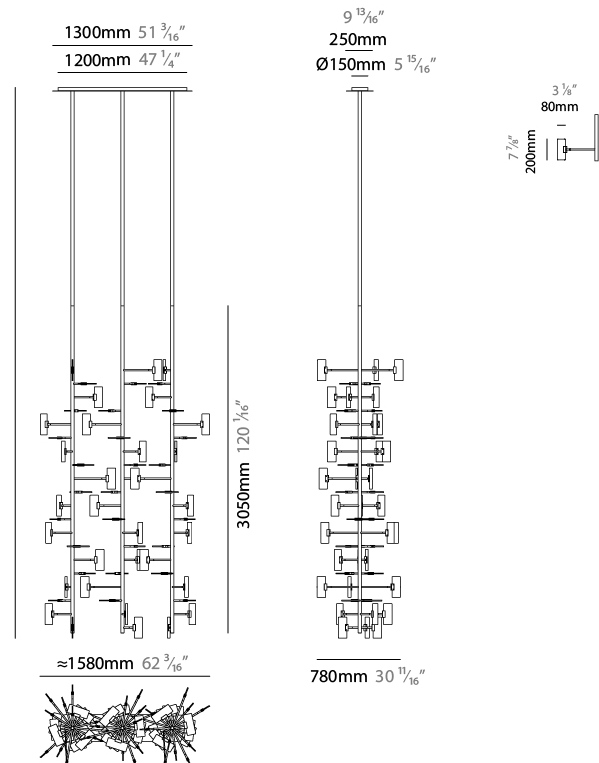 1300mm 51 3/16”
1200mm 47 1/4”
9 13/16”
250mm
Ø150mm 5 15/16”
3 1/8”
80mm
200mm 7 7/8”
3050mm 120 1/16”
≈1580mm 62 3/16”
780mm 30 11/16”